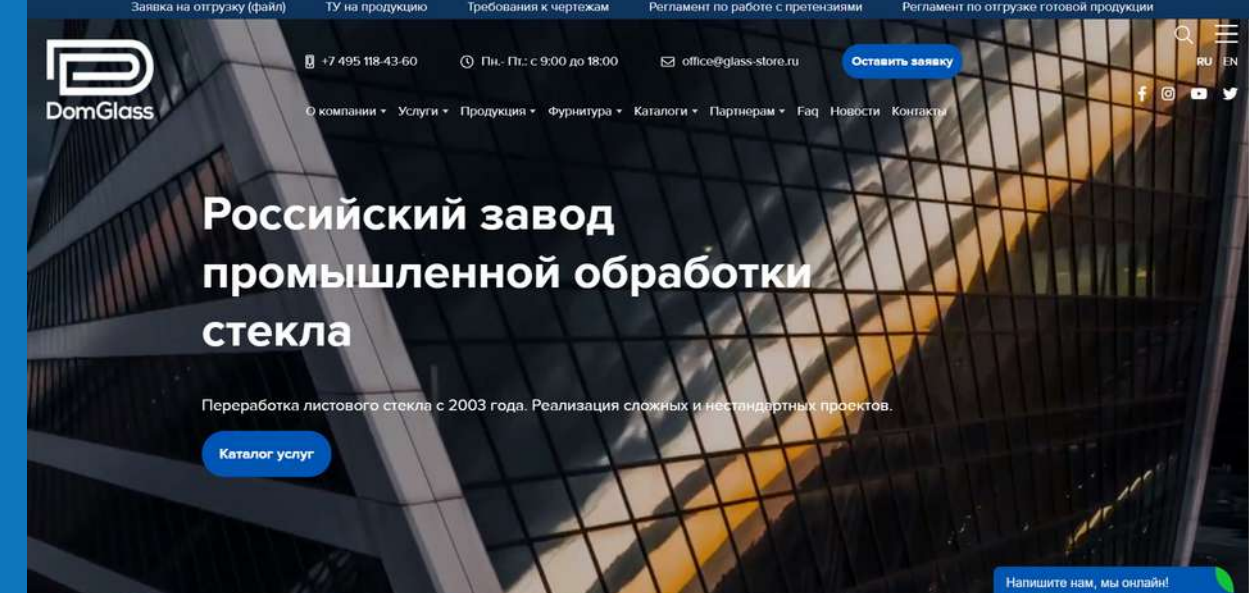 Заявка на отгрузку (файл) ТУ на продукцию Требования к чертежам Регламент по работе с претензиями Регламент по отгрузке готовой продукции
+7 495 118-43-60 Пн.- Пт.: с 9:00 до 18:00 office@glass-store.ru Оставить заявку
RU EN
DomGlass
О компании Услуги Продукция Фурнитура Каталоги Партнерам Faq Новости Контакты
Российский завод
промышленной обработки
стекла
Переработка листового стекла с 2003 года. Реализация сложных и нестандартных проектов.
Каталог услуг
Напишите нам, мы онлайн!